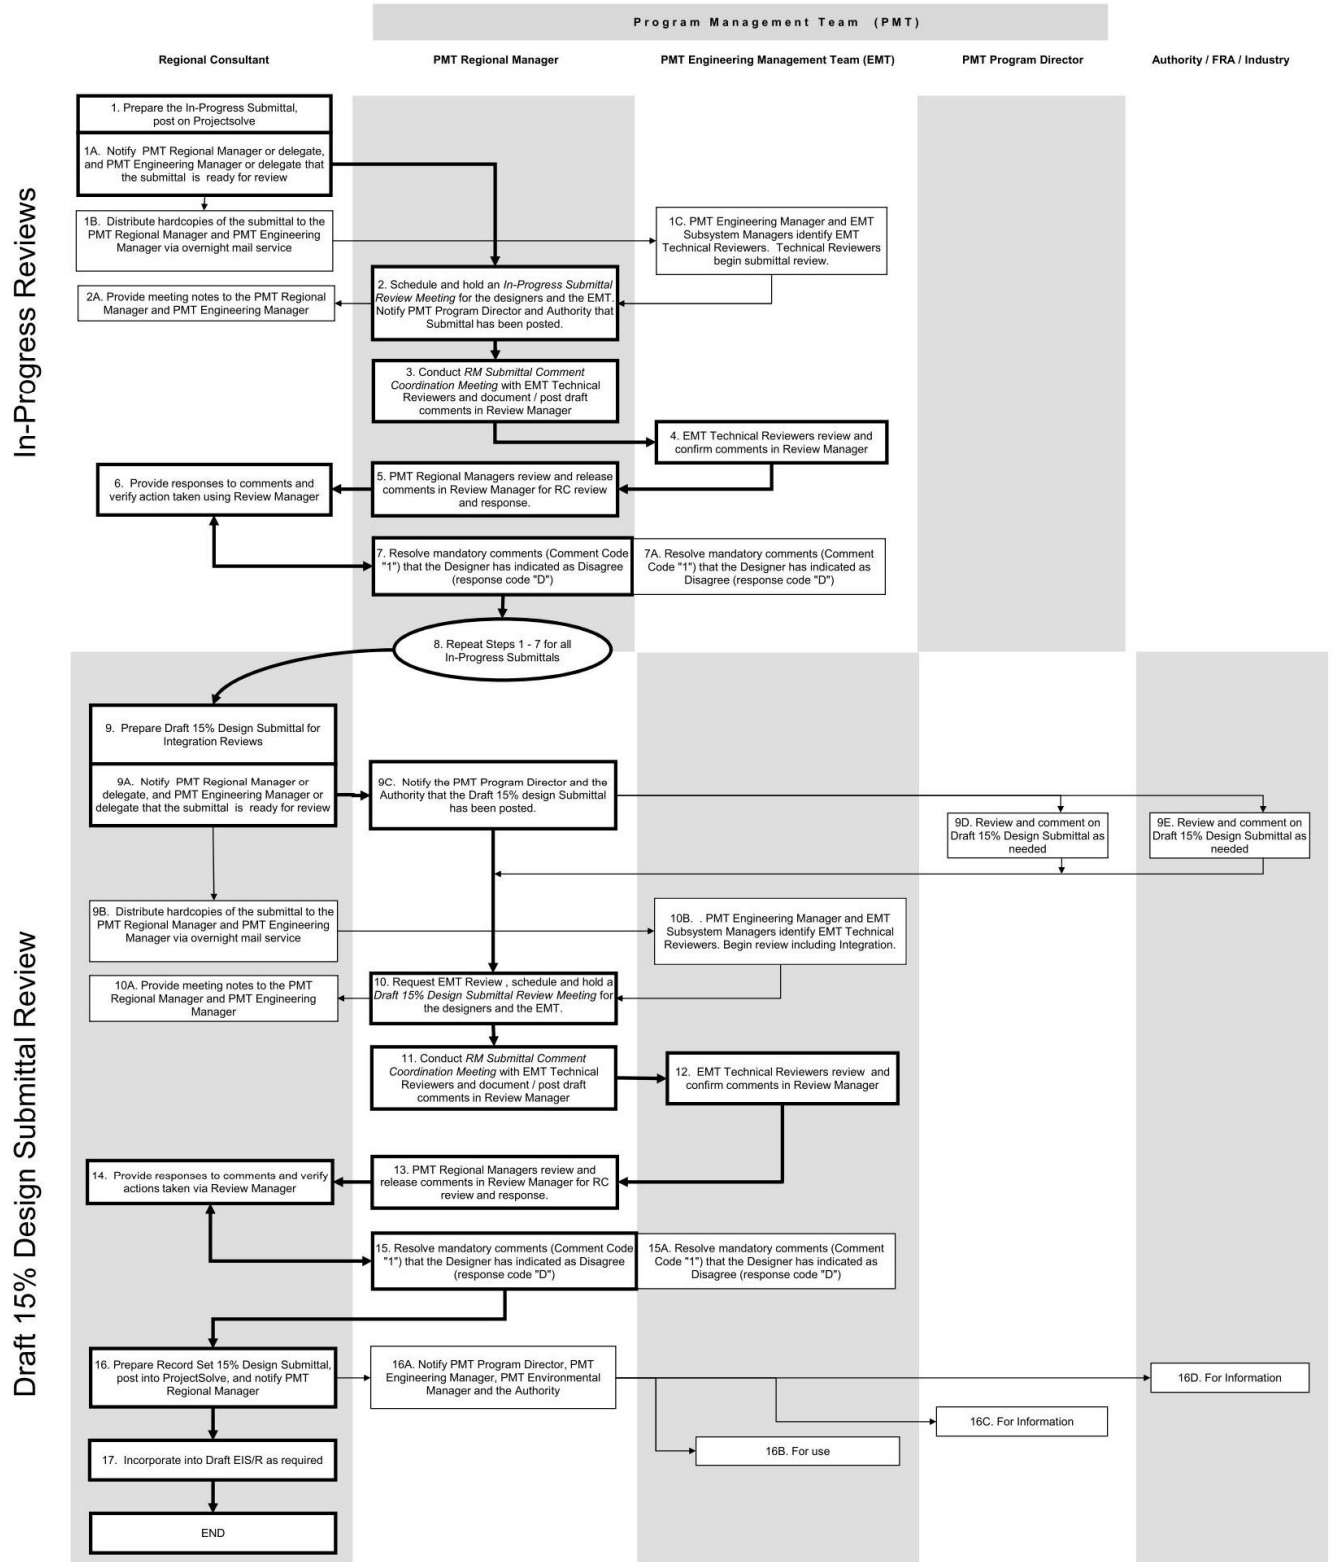 Program Management Team (PMT)
Regional Consultant
PMT Regional Manager
PMT Engineering Management Team (EMT)
PMT Program Director
Authority / FRA / Industry
In-Progress Reviews
1. Prepare the In-Progress Submittal,
post on Projectsolve
1A. Notify PMT Regional Manager or delegate,
and PMT Engineering Manager or delegate that
the submittal is ready for review
1B. Distribute hardcopies of the submittal to the
PMT Regional Manager and PMT Engineering
Manager via overnight mail service
1C. PMT Engineering Manager and EMT
Subsystem Managers identify EMT
Technical Reviewers. Technical Reviewers
begin submittal review.
2. Schedule and hold an In-Progress Submittal
Review Meeting for the designers and the EMT.
Notify PMT Program Director and Authority that
Submittal has been posted.
2A. Provide meeting notes to the PMT Regional
Manager and PMT Engineering Manager
3. Conduct RM Submittal Comment
Coordination Meeting with EMT Technical
Reviewers and document / post draft
comments in Review Manager
4. EMT Technical Reviewers review and
confirm comments in Review Manager
5. PMT Regional Managers review and release
comments in Review Manager for RC review
and response.
6. Provide responses to comments and
verify action taken using Review Manager
7. Resolve mandatory comments (Comment Code
"1") that the Designer has indicated as Disagree
(response code "D")
7A. Resolve mandatory comments (Comment
Code "1") that the Designer has indicated as
Disagree (response code "D")
8. Repeat Steps 1 - 7 for all
In-Progress Submittals
Draft 15% Design Submittal Review
9. Prepare Draft 15% Design Submittal for
Integration Reviews
9A. Notify PMT Regional Manager or
delegate, and PMT Engineering Manager or
delegate that the submittal is ready for review
9C. Notify the PMT Program Director and the
Authority that the Draft 15% design Submittal
has been posted.
9D. Review and comment on
Draft 15% Design Submittal as
needed
9E. Review and comment on
Draft 15% Design Submittal as
needed
9B. Distribute hardcopies of the submittal to the
PMT Regional Manager and PMT Engineering
Manager via overnight mail service
10B. . PMT Engineering Manager and EMT
Subsystem Managers identify EMT Technical
Reviewers. Begin review including Integration.
10A. Provide meeting notes to the PMT
Regional Manager and PMT Engineering
Manager
10. Request EMT Review , schedule and hold a
Draft 15% Design Submittal Review Meeting for
the designers and the EMT.
11. Conduct RM Submittal Comment
Coordination Meeting with EMT Technical
Reviewers and document / post draft
comments in Review Manager
12. EMT Technical Reviewers review and
confirm comments in Review Manager
13. PMT Regional Managers review and
release comments in Review Manager for RC
review and response.
14. Provide responses to comments and verify
actions taken via Review Manager
15. Resolve mandatory comments (Comment Code
"1") that the Designer has indicated as Disagree
(response code "D")
15A. Resolve mandatory comments (Comment
Code "1") that the Designer has indicated as
Disagree (response code "D")
16. Prepare Record Set 15% Design Submittal,
post into ProjectSolve, and notify PMT
Regional Manager
16A. Notify PMT Program Director, PMT
Engineering Manager, PMT Environmental
Manager and the Authority
16D. For Information
16C. For Information
16B. For use
17. Incorporate into Draft EIS/R as required
END